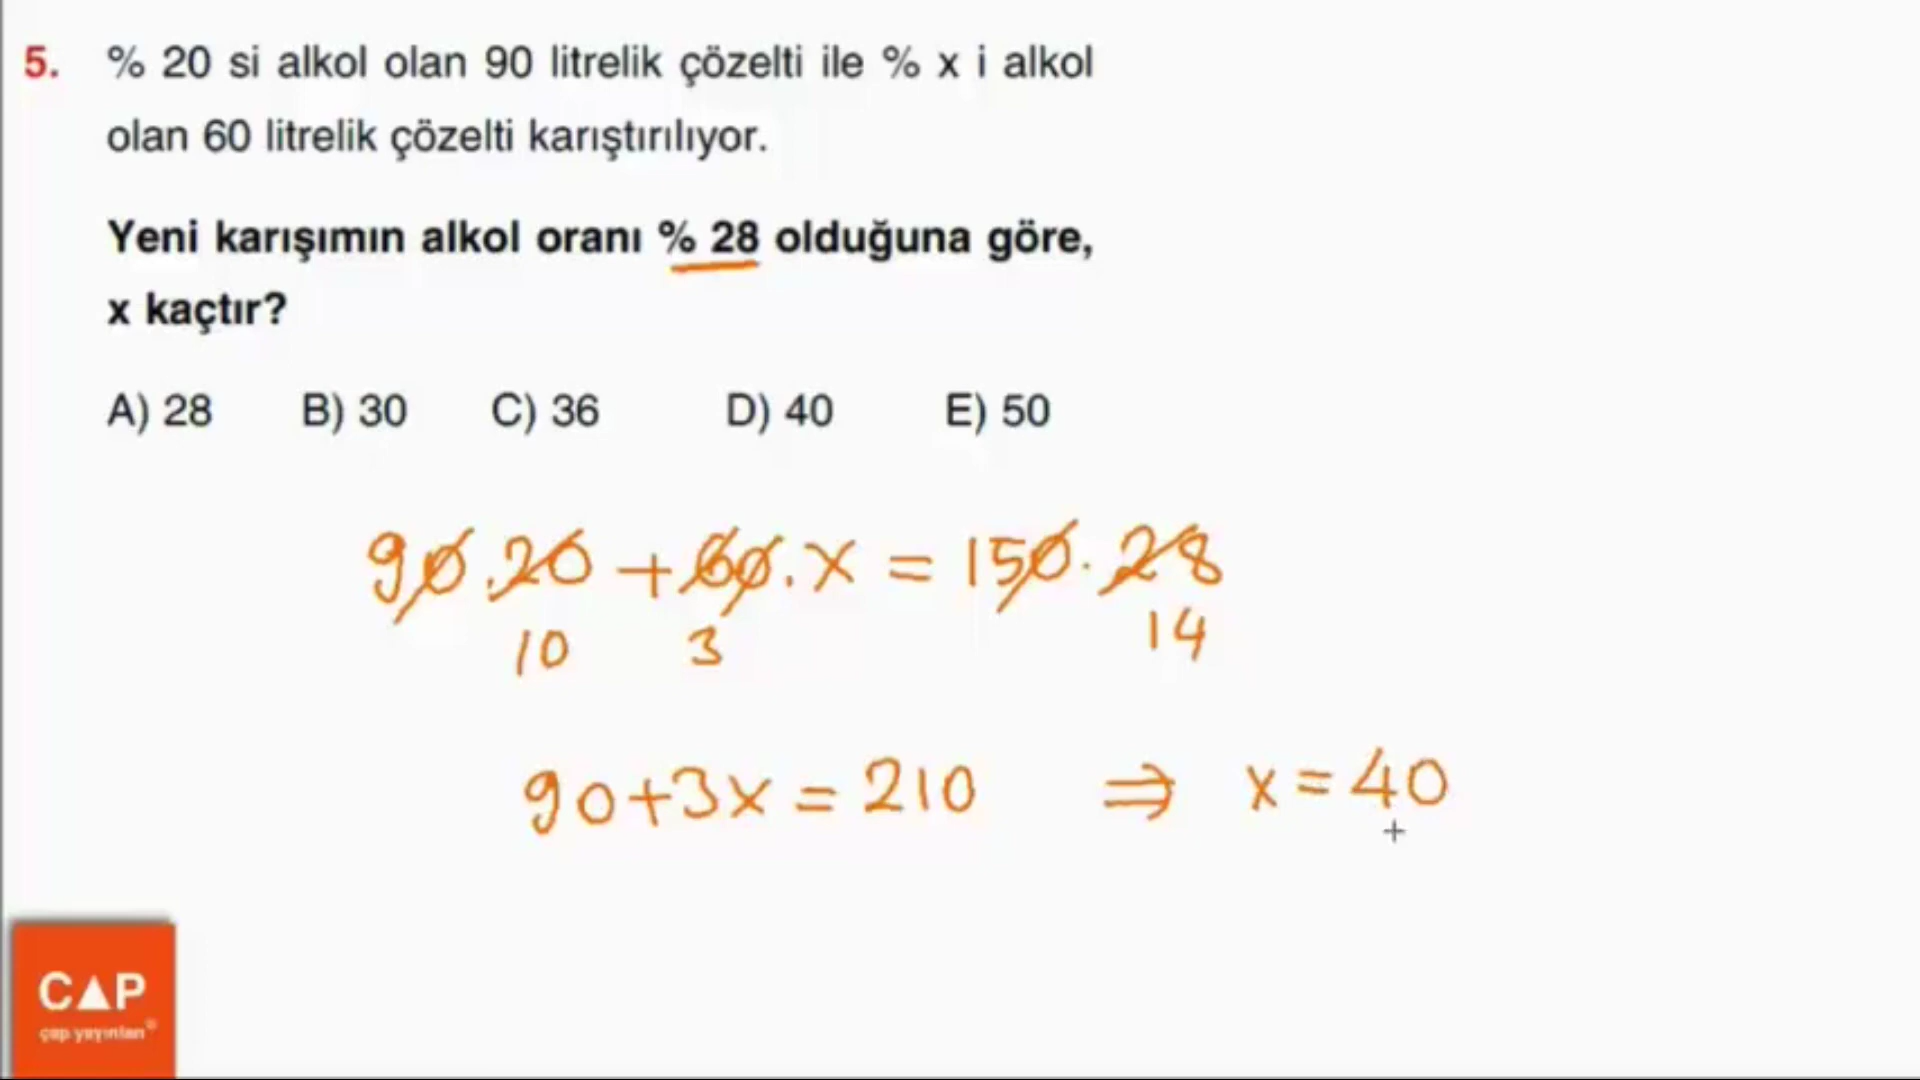 5. % 20 si alkol olan 90 litrelik çözelti ile % x i alkol
olan 60 litrelik çözelti karıştırılıyor.
Yeni karışımın alkol oranı % 28 olduğuna göre,
x kaçtır?
A) 28 B) 30 C) 36 D) 40 E) 50
90.20 + 60.x = 150.28
10 3 14
90+3x = 210 ⇒ x = 40
CAP
çap yayınları®